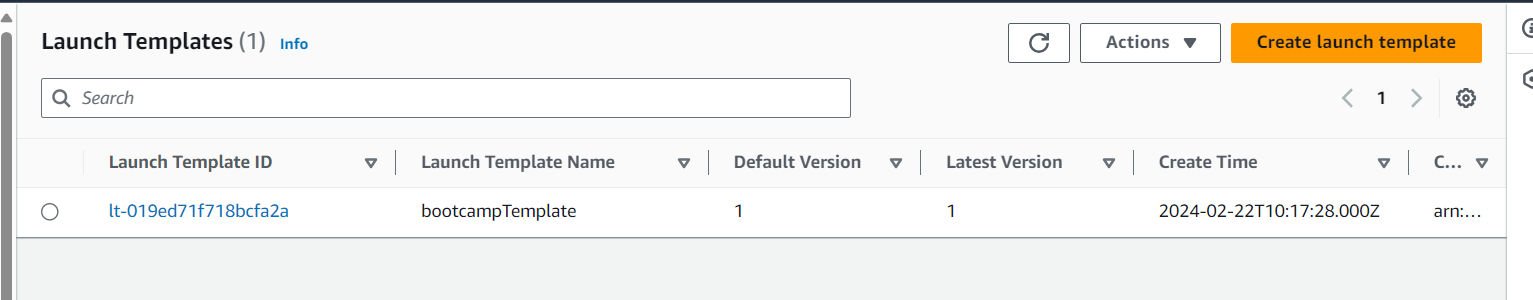 Launch Templates (1) Info
Actions
Create launch template
Search
1
Launch Template ID Launch Template Name Default Version Latest Version Create Time C...
lt-019ed71f718bcfa2a bootcampTemplate 1 1 2024-02-22T10:17:28.000Z arn:...